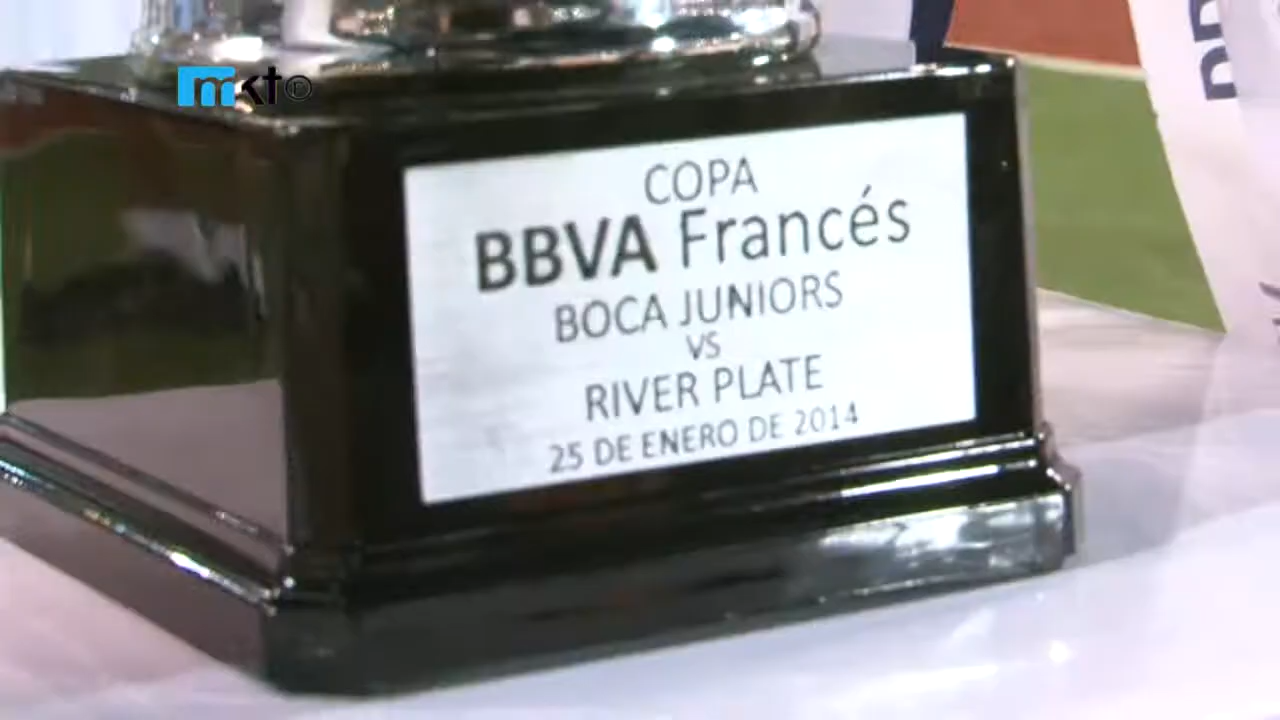 mkt
COPA
BBVA Francés
BOCA JUNIORS
VS
RIVER PLATE
25 DE ENERO DE 2014